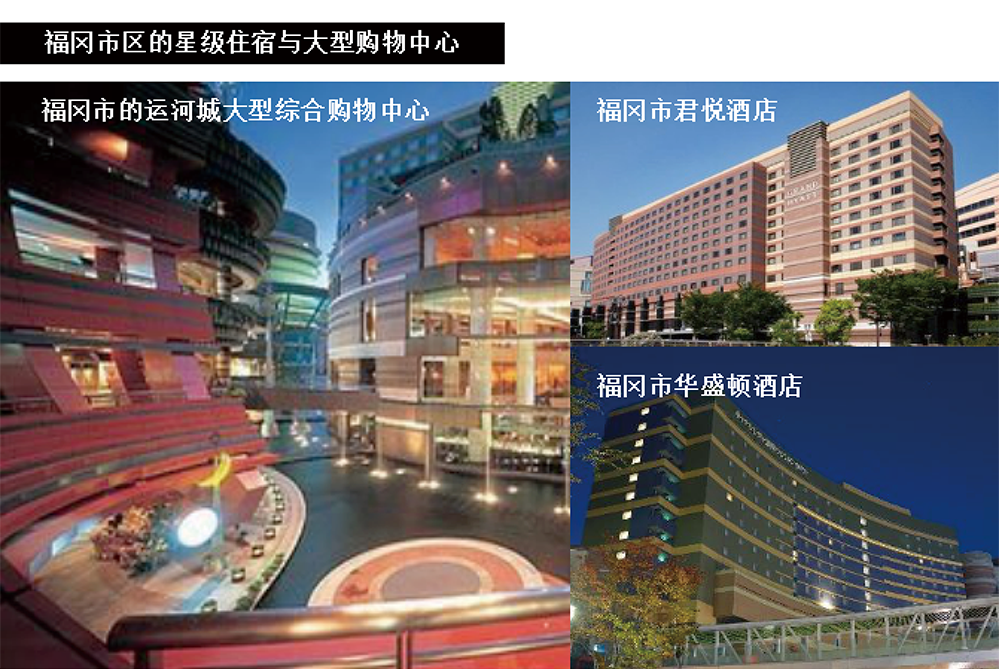 福冈市区的星级住宿与大型购物中心
福冈市的运河城大型综合购物中心
福冈市君悦酒店
GRAND
HYATT
福冈市华盛顿酒店